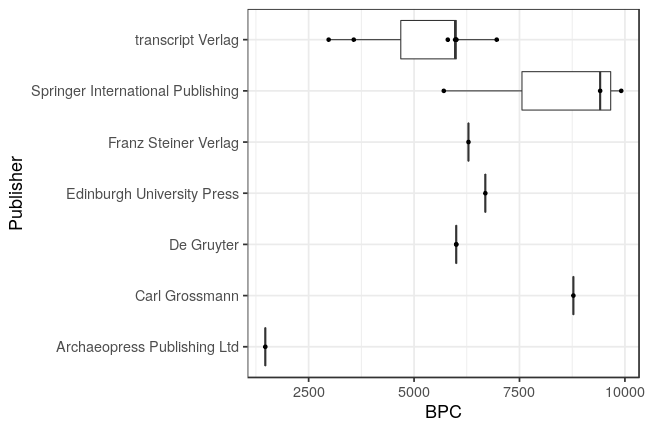 transcript Verlag
Springer International Publishing
Franz Steiner Verlag
Edinburgh University Press
De Gruyter
Carl Grossmann
Archaeopress Publishing Ltd
Publisher
2500 5000 7500 10000
BPC